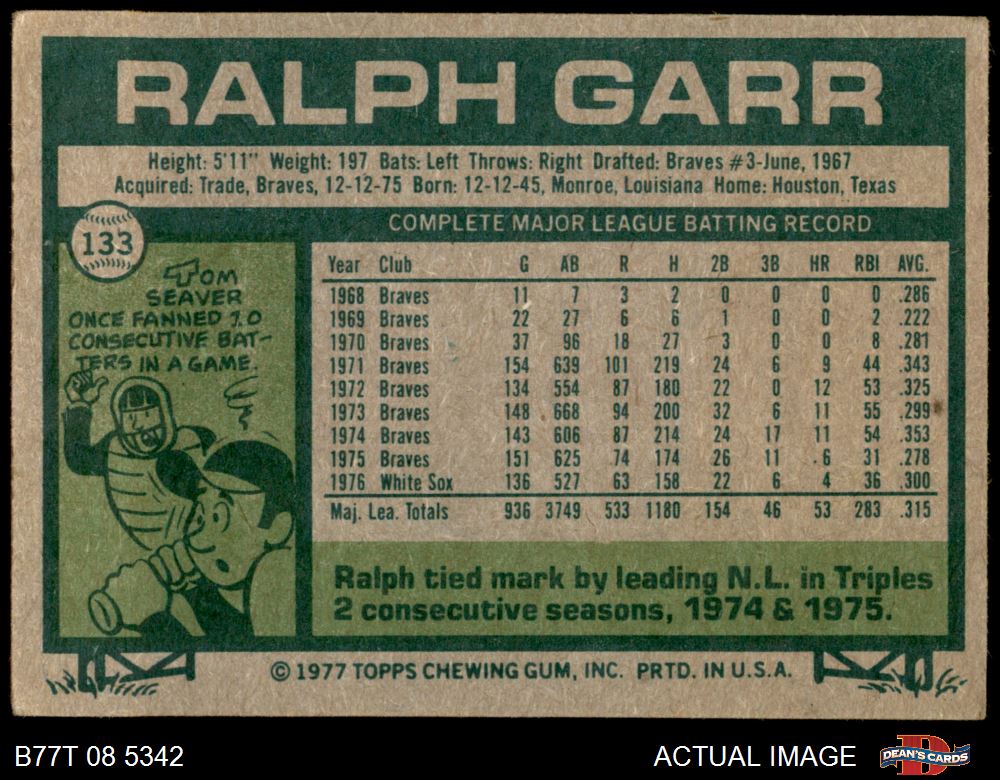 RALPH GARR
Height: 5'11" Weight: 197 Bats: Left Throws: Right Drafted: Braves #3-June, 1967
Acquired: Trade, Braves, 12-12-75 Born: 12-12-45, Monroe, Louisiana Home: Houston, Texas
COMPLETE MAJOR LEAGUE BATTING RECORD
133
TOM
SEAVER
ONCE FANNED 10
CONSECUTIVE BAT-
TERS IN A GAME.
Year Club G AB R H 2B 3B HR RBI AVG.
1968 Braves 11 7 3 2 0 0 0 0 .286
1969 Braves 22 27 6 6 1 0 0 2 .222
1970 Braves 37 96 18 27 3 0 0 8 .281
1971 Braves 154 639 101 219 24 6 9 44 .343
1972 Braves 134 554 87 180 22 0 12 53 .325
1973 Braves 148 668 94 200 32 6 11 55 .299
1974 Braves 143 606 87 214 24 17 11 54 .353
1975 Braves 151 625 74 174 26 11 6 31 .278
1976 White Sox 136 527 63 158 22 6 4 36 .300
Maj. Lea. Totals 936 3749 533 1180 154 46 53 283 .315
Ralph tied mark by leading N.L. in Triples
2 consecutive seasons, 1974 & 1975.
© 1977 TOPPS CHEWING GUM, INC. PRTD. IN U.S.A.
B77T 08 5342
ACTUAL IMAGE
DEAN'S CARDS